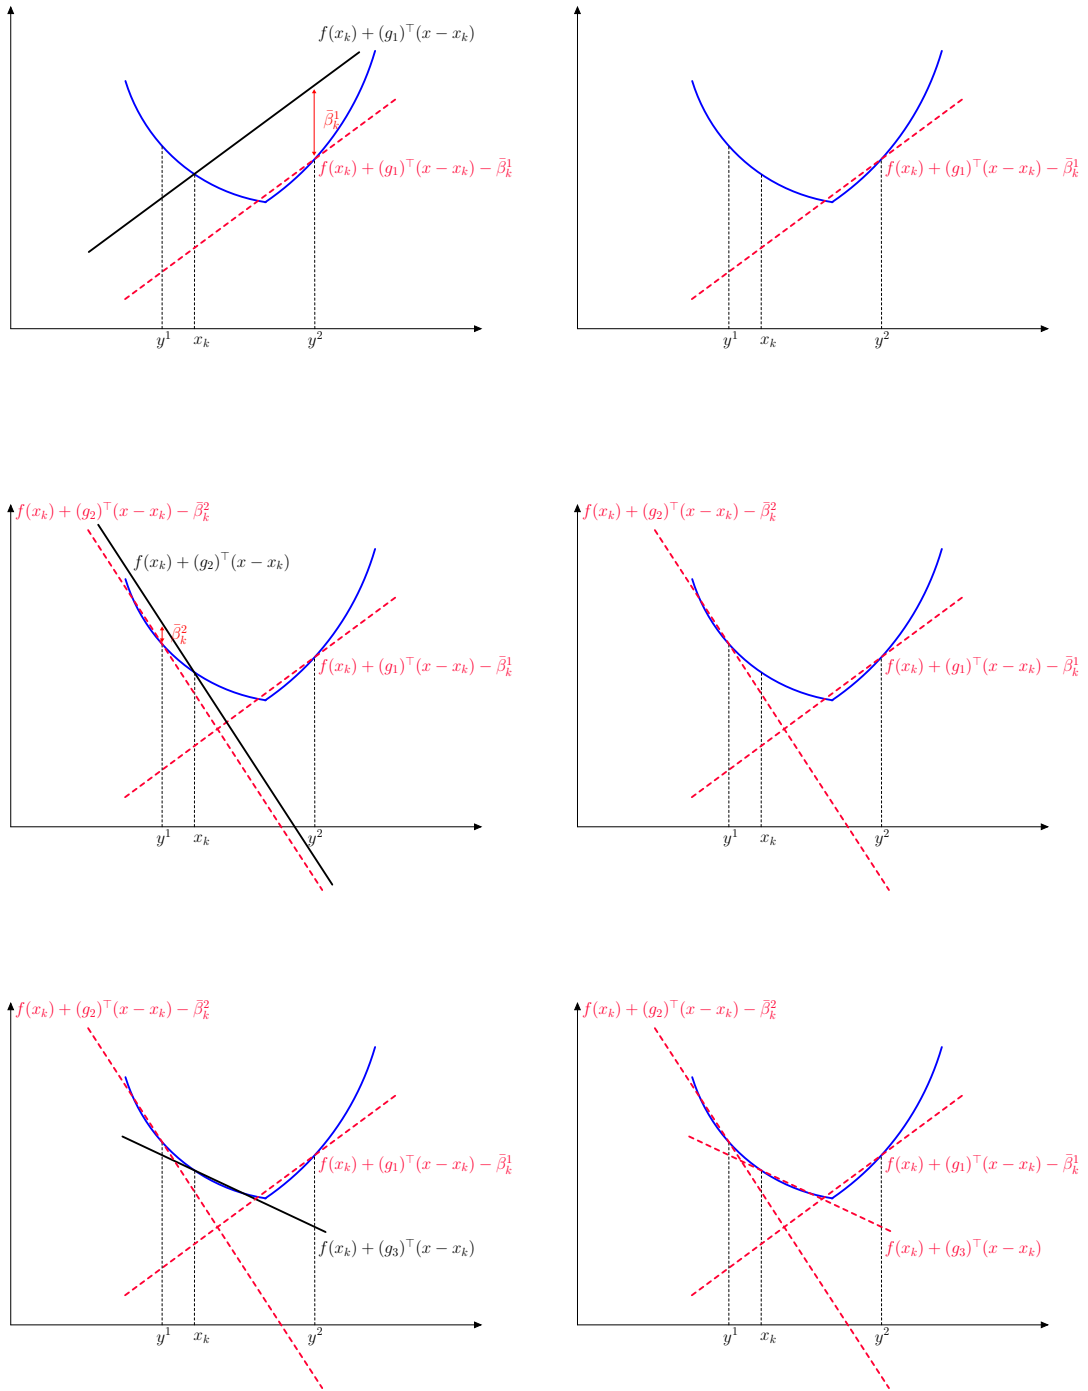 f(x_k) + (g_1)^⊤(x − x_k)
β̄_k^1
f(x_k) + (g_1)^⊤(x − x_k) − β̄_k^1
y^1 x_k y^2
f(x_k) + (g_1)^⊤(x − x_k) − β̄_k^1
y^1 x_k y^2
f(x_k) + (g_2)^⊤(x − x_k) − β̄_k^2
f(x_k) + (g_2)^⊤(x − x_k)
β̄_k^2
f(x_k) + (g_1)^⊤(x − x_k) − β̄_k^1
y^1 x_k y^2
f(x_k) + (g_2)^⊤(x − x_k) − β̄_k^2
f(x_k) + (g_1)^⊤(x − x_k) − β̄_k^1
y^1 x_k y^2
f(x_k) + (g_2)^⊤(x − x_k) − β̄_k^2
f(x_k) + (g_1)^⊤(x − x_k) − β̄_k^1
f(x_k) + (g_3)^⊤(x − x_k)
y^1 x_k y^2
f(x_k) + (g_2)^⊤(x − x_k) − β̄_k^2
f(x_k) + (g_1)^⊤(x − x_k) − β̄_k^1
f(x_k) + (g_3)^⊤(x − x_k)
y^1 x_k y^2